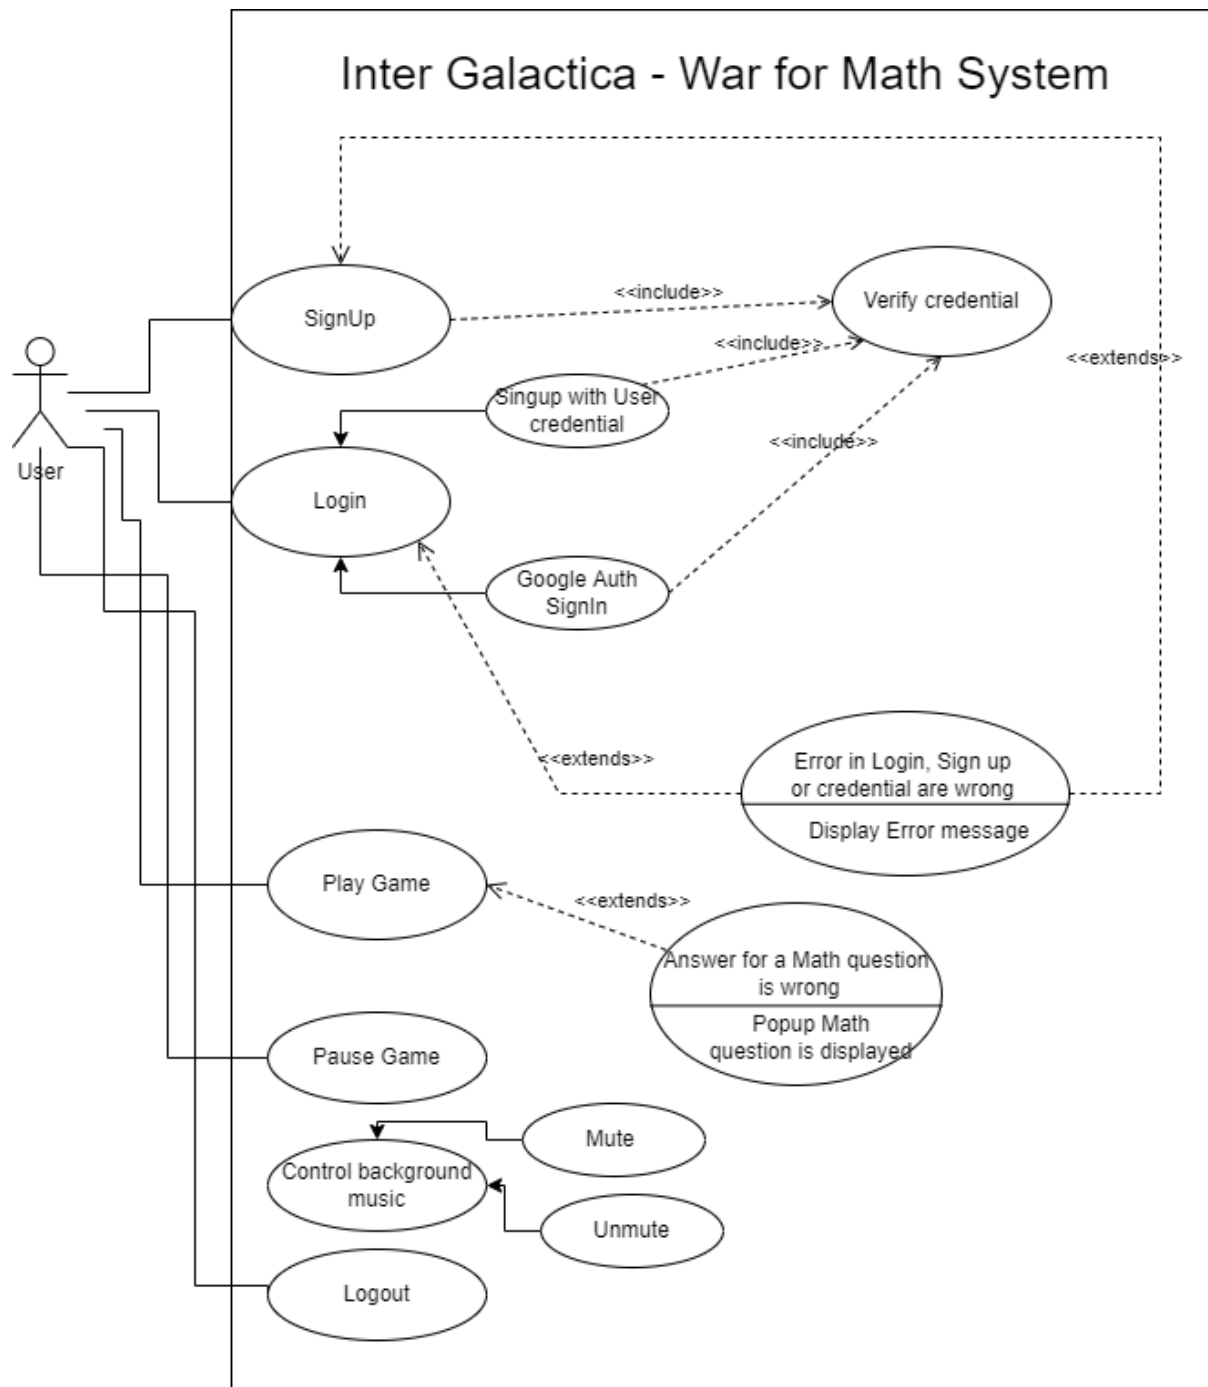 Inter Galactica - War for Math System
SignUp
<<include>>
Verify credential
<<include>>
<<extends>>
Singup with User
credential
<<include>>
User
Login
Google Auth
SignIn
<<extends>>
Error in Login, Sign up
or credential are wrong
Display Error message
Play Game
<<extends>>
Answer for a Math question
is wrong
Popup Math
question is displayed
Pause Game
Mute
Control background
music
Unmute
Logout